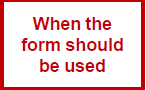 When the
form should
be used